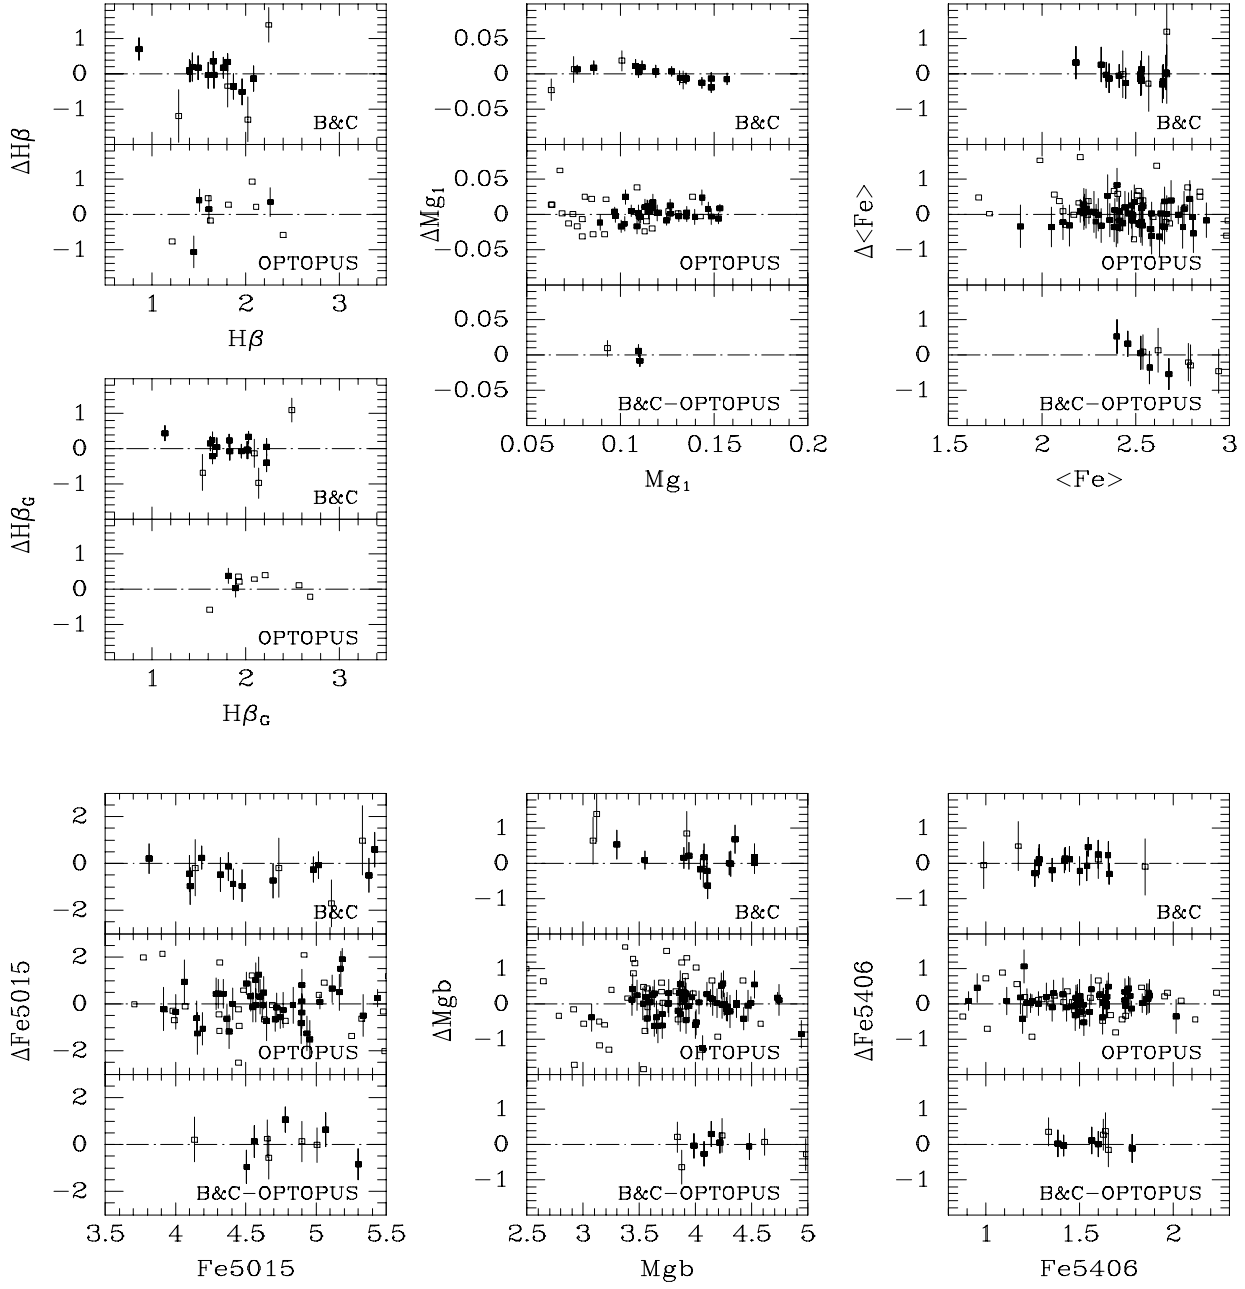 1
0
−1
B&C
ΔHβ
1
0
−1
OPTOPUS
1
2
3
Hβ
0.05
0
−0.05
B&C
ΔMg1
0.05
0
−0.05
OPTOPUS
0.05
0
−0.05
B&C−OPTOPUS
0.05
0.1
0.15
0.2
Mg1
1
0
−1
B&C
Δ<Fe>
1
0
−1
OPTOPUS
1
0
−1
B&C−OPTOPUS
1.5
2
2.5
3
<Fe>
1
0
−1
B&C
ΔHβG
1
0
−1
OPTOPUS
1
2
3
HβG
2
0
−2
B&C
ΔFe5015
2
0
−2
OPTOPUS
2
0
−2
B&C−OPTOPUS
3.5
4
4.5
5
5.5
Fe5015
1
0
−1
B&C
ΔMgb
1
0
−1
OPTOPUS
1
0
−1
B&C−OPTOPUS
2.5
3
3.5
4
4.5
5
Mgb
1
0
−1
B&C
ΔFe5406
1
0
−1
OPTOPUS
1
0
−1
B&C−OPTOPUS
1
1.5
2
Fe5406